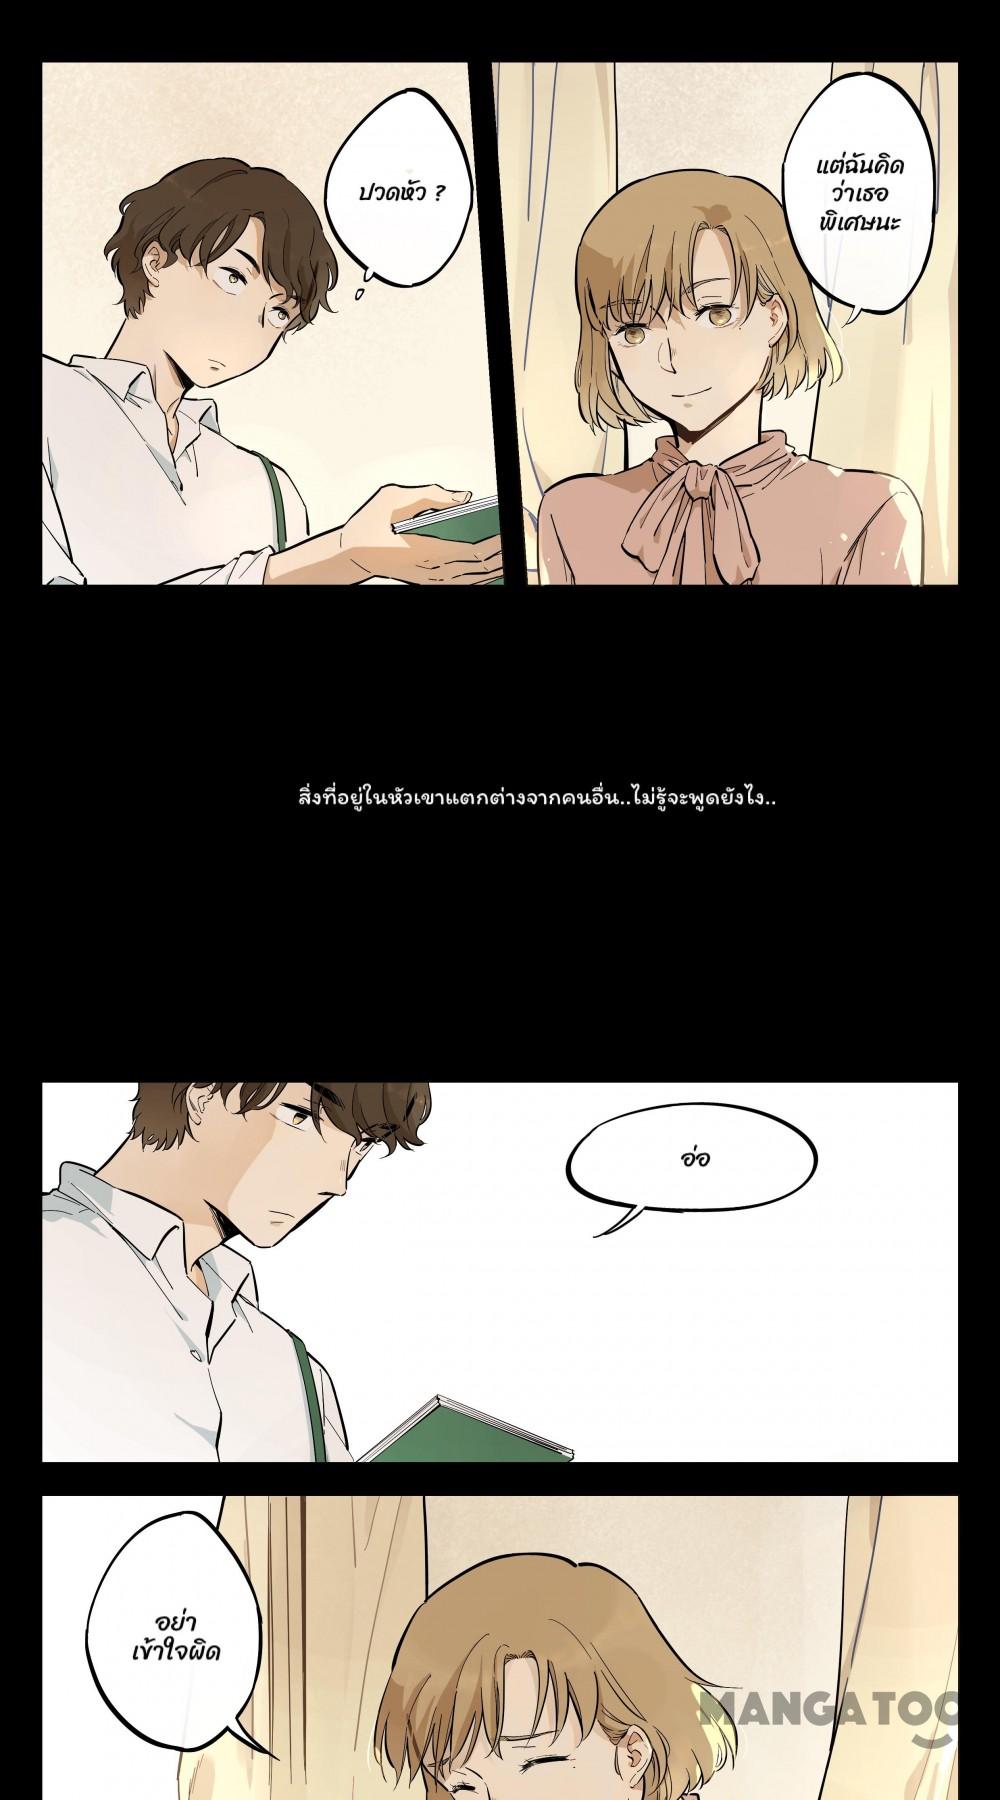 ปวดหัว ?
แต่ฉันคิด
ว่าเธอ
พิเศษนะ
สิ่งที่อยู่ในหัวเขาแตกต่างจากคนอื่น..ไม่รู้จะพูดยังไง..
อ่อ
อย่า
เข้าใจผิด
MANGATOO